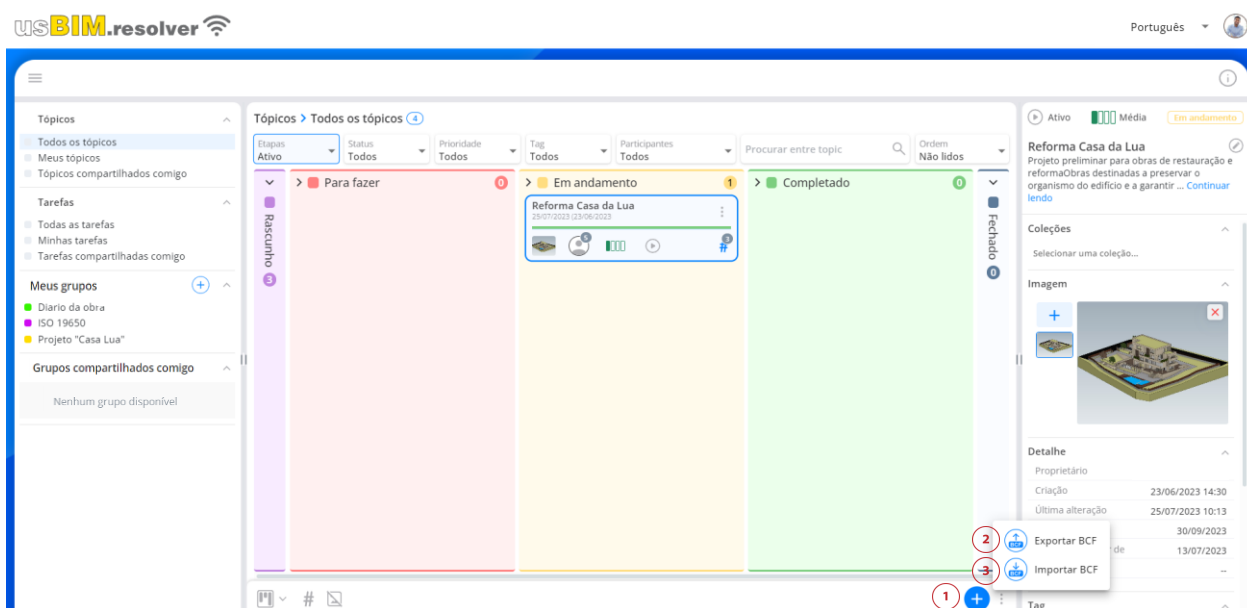 usBIM.resolver
Português
Tópicos
Todos os tópicos
Meus tópicos
Tópicos compartilhados comigo
Tarefas
Todas as tarefas
Minhas tarefas
Tarefas compartilhadas comigo
Meus grupos
Diario da obra
ISO 19650
Projeto "Casa Lua"
Grupos compartilhados comigo
Nenhum grupo disponível
Tópicos > Todos os tópicos 4
Etapas
Ativo
Status
Todos
Prioridade
Todos
Tag
Todos
Participantes
Todos
Procurar entre topic
Ordem
Não lidos
Rascunho 3
Para fazer 0
Em andamento 1
Reforma Casa da Lua
25/07/2023 (23/06/2023
#
Completado 0
Fechado 0
#
1
Ativo Média Em andamento
Reforma Casa da Lua
Projeto preliminar para obras de restauração e
reformaObras destinadas a preservar o
organismo do edifício e a garantir ... Continuar
lendo
Coleções
Selecionar uma coleção...
Imagem
Detalhe
Proprietário
Criação 23/06/2023 14:30
Última alteração 25/07/2023 10:13
30/09/2023
de 13/07/2023
--
2 BCF Exportar BCF
3 BCF Importar BCF
Tag